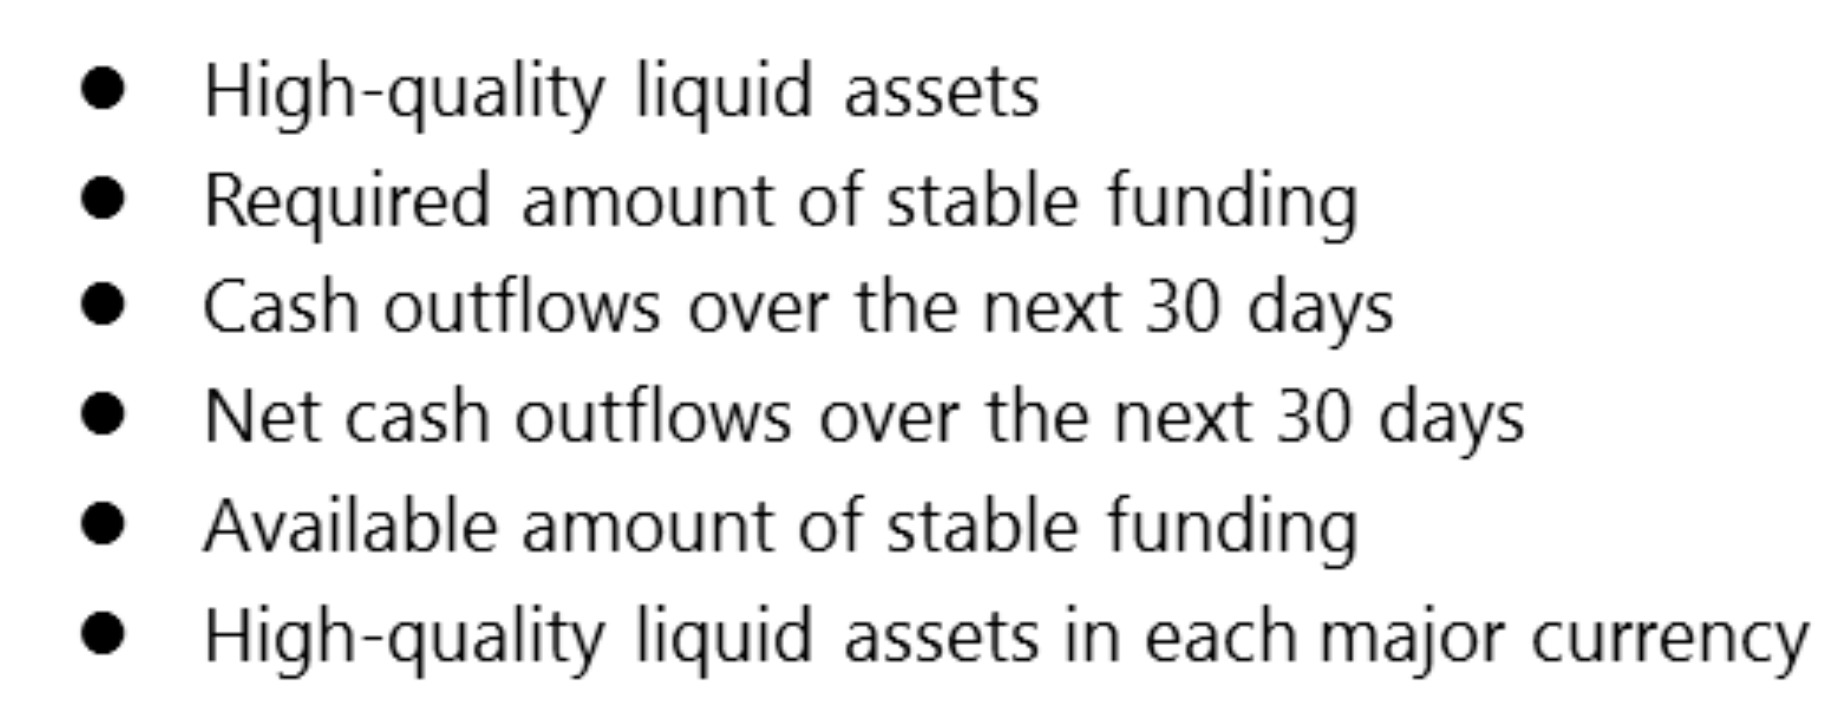 ● High-quality liquid assets
● Required amount of stable funding
● Cash outflows over the next 30 days
● Net cash outflows over the next 30 days
● Available amount of stable funding
● High-quality liquid assets in each major currency